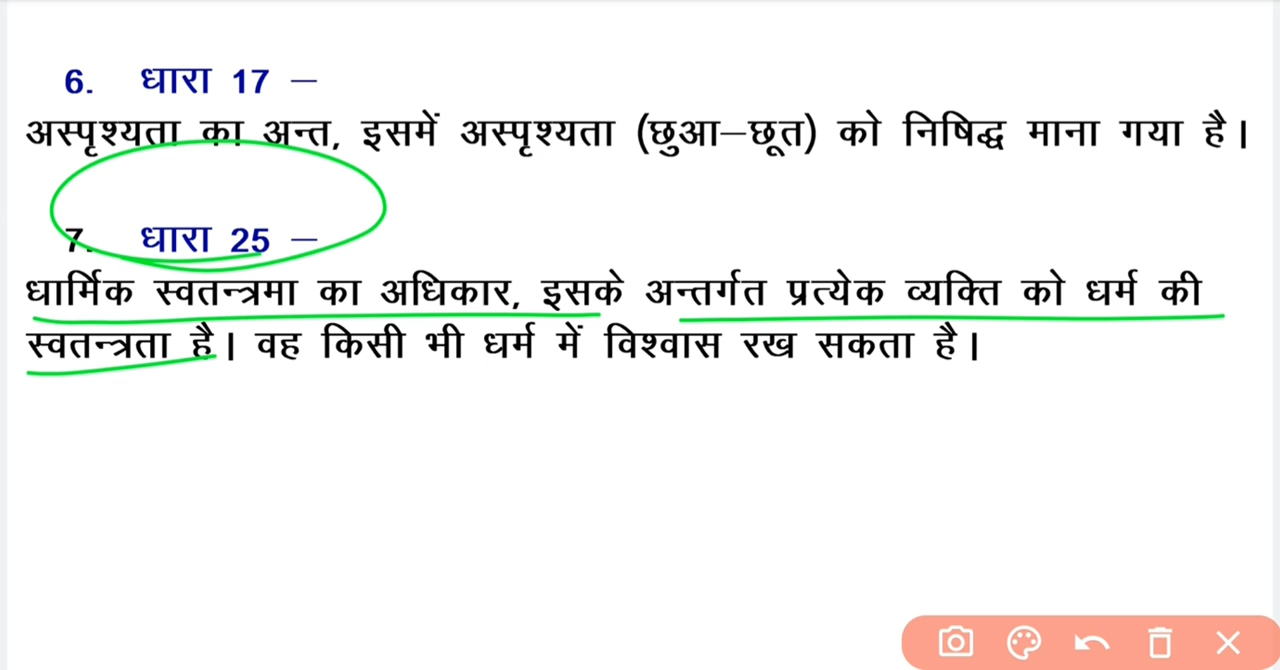 6. धारा 17 –
अस्पृश्यता का अन्त, इसमें अस्पृश्यता (छुआ–छूत) को निषिद्ध माना गया है।
7. धारा 25 –
धार्मिक स्वतन्त्रमा का अधिकार, इसके अन्तर्गत प्रत्येक व्यक्ति को धर्म की
स्वतन्त्रता है। वह किसी भी धर्म में विश्वास रख सकता है।